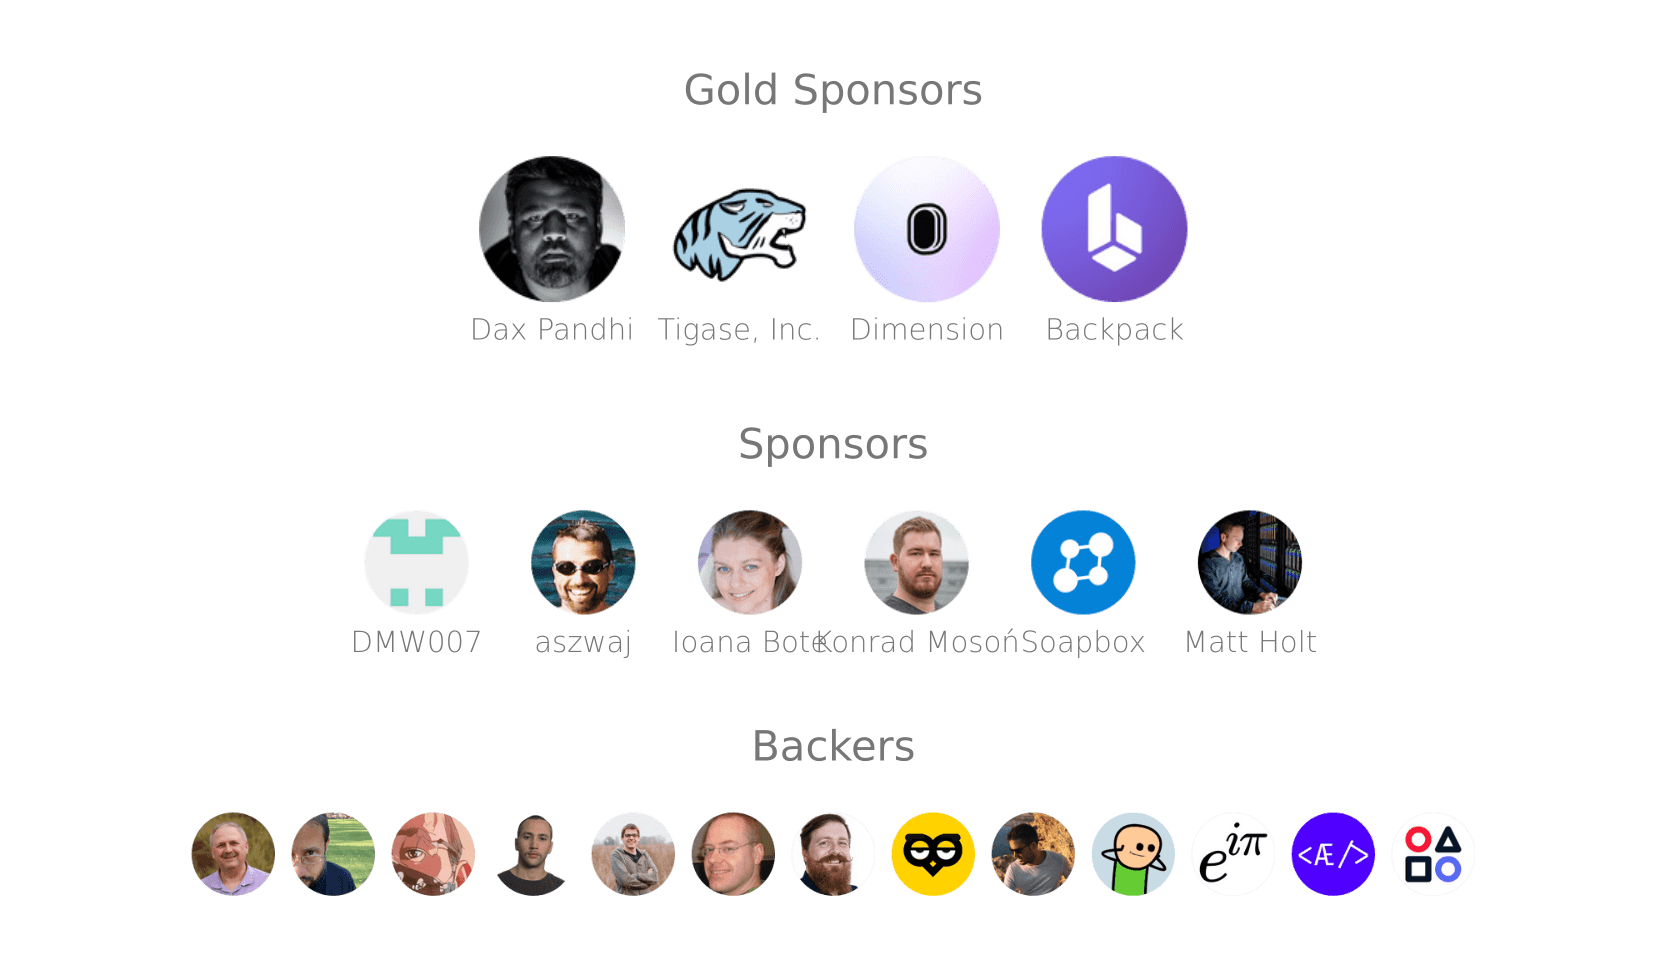 Gold Sponsors
Dax Pandhi Tigase, Inc. Dimension Backpack
Sponsors
DMW007 aszwaj Ioana Bote Konrad Mosoń Soapbox Matt Holt
Backers
e^{iπ} <Æ/>